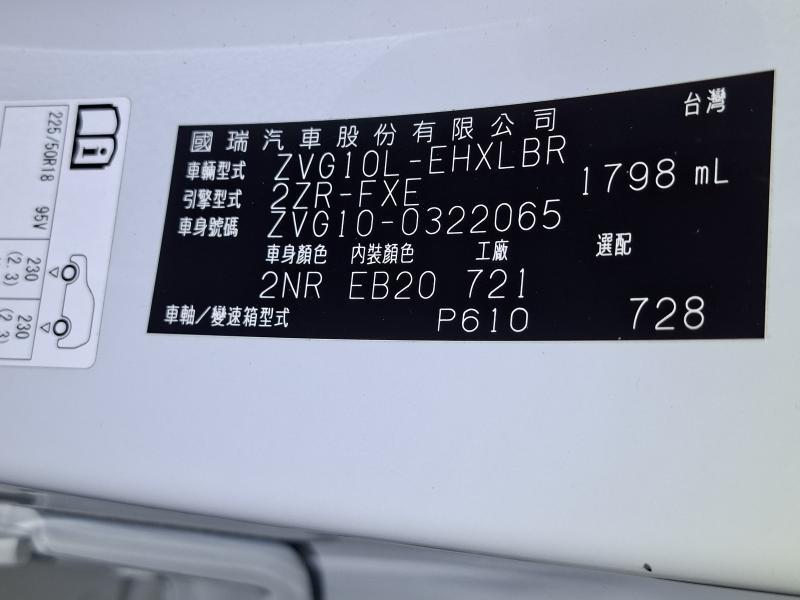 台灣
國瑞汽車股份有限公司
車輛型式 ZVG10L-EHXLBR
引擎型式 2ZR-FXE 1798 mL
車身號碼 ZVG10-0322065
車身顏色 內裝顏色 工廠 選配
2NR EB20 721
車軸/變速箱型式 P610 728
225/50R18 95V
230
(2.3)
230
(2.3)